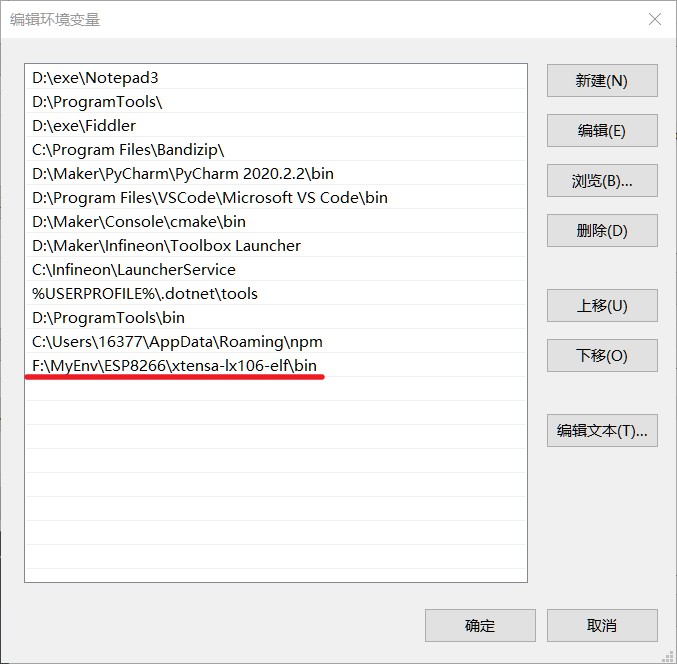 编辑环境变量
D:\exe\Notepad3
D:\ProgramTools\
D:\exe\Fiddler
C:\Program Files\Bandizip\
D:\Maker\PyCharm\PyCharm 2020.2.2\bin
D:\Program Files\VSCode\Microsoft VS Code\bin
D:\Maker\Console\cmake\bin
D:\Maker\Infineon\Toolbox Launcher
C:\Infineon\LauncherService
%USERPROFILE%\.dotnet\tools
D:\ProgramTools\bin
C:\Users\16377\AppData\Roaming\npm
F:\MyEnv\ESP8266\xtensa-lx106-elf\bin
新建(N)
编辑(E)
浏览(B)...
删除(D)
上移(U)
下移(O)
编辑文本(T)...
确定
取消